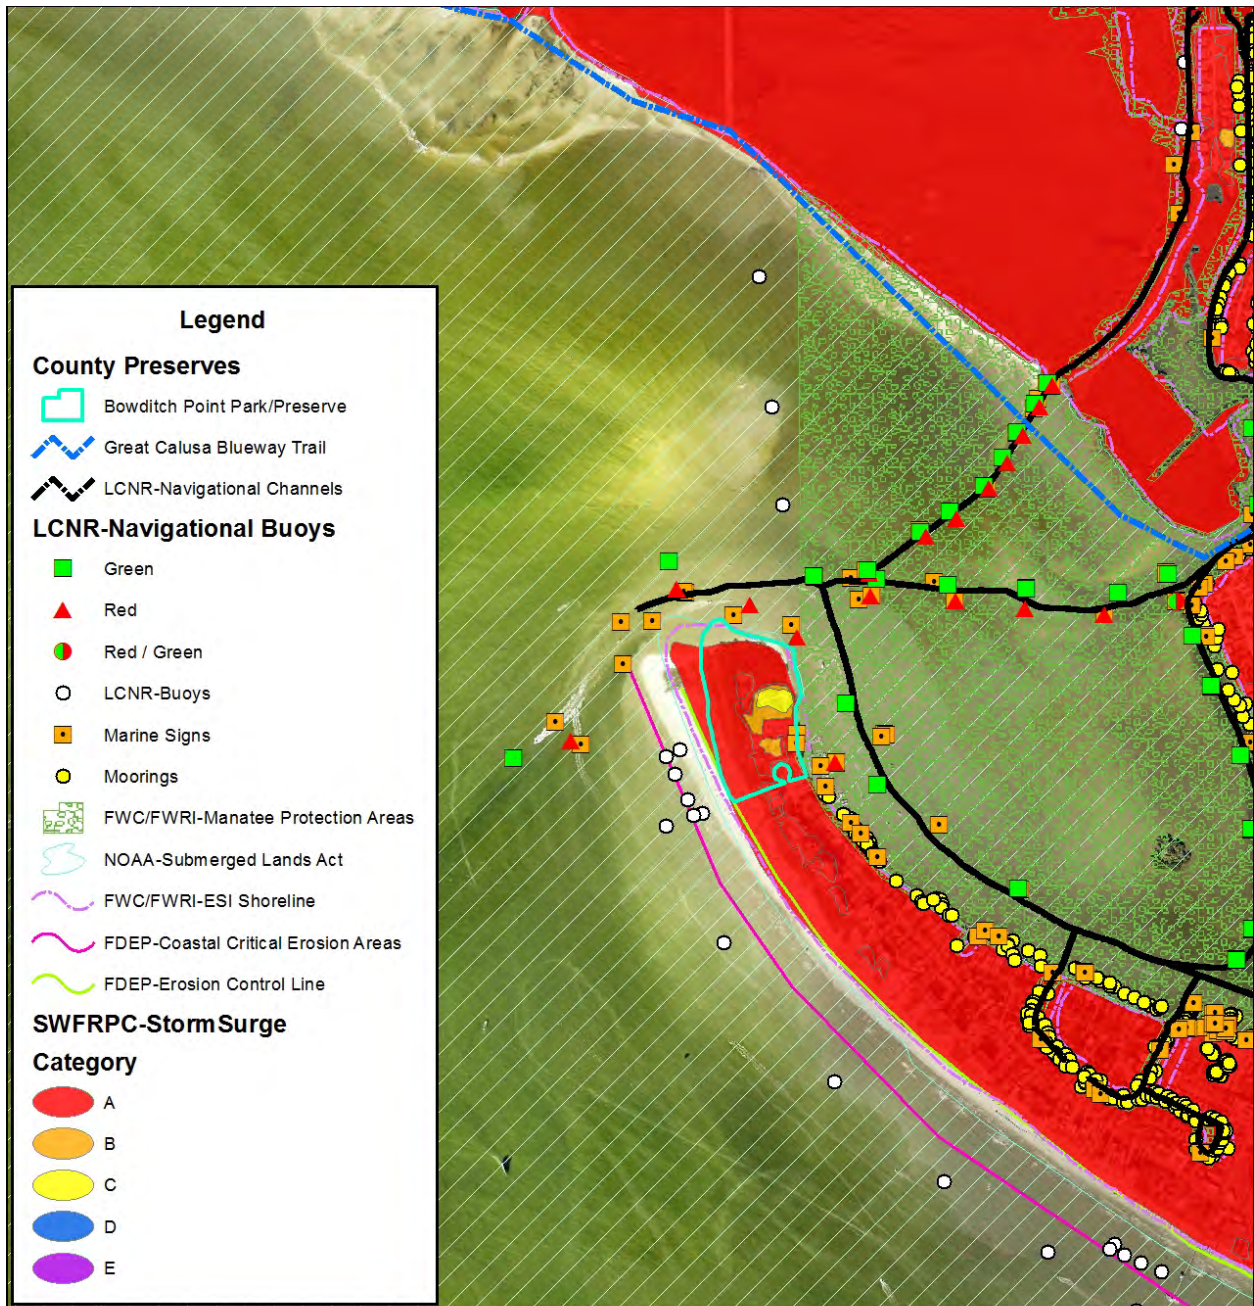 Legend
County Preserves
Bowditch Point Park/Preserve
Great Calusa Blueway Trail
LCNR-Navigational Channels
LCNR-Navigational Buoys
Green
Red
Red / Green
LCNR-Buoys
Marine Signs
Moorings
FWC/FWRI-Manatee Protection Areas
NOAA-Submerged Lands Act
FWC/FWRI-ESI Shoreline
FDEP-Coastal Critical Erosion Areas
FDEP-Erosion Control Line
SWFRPC-StormSurge
Category
A
B
C
D
E